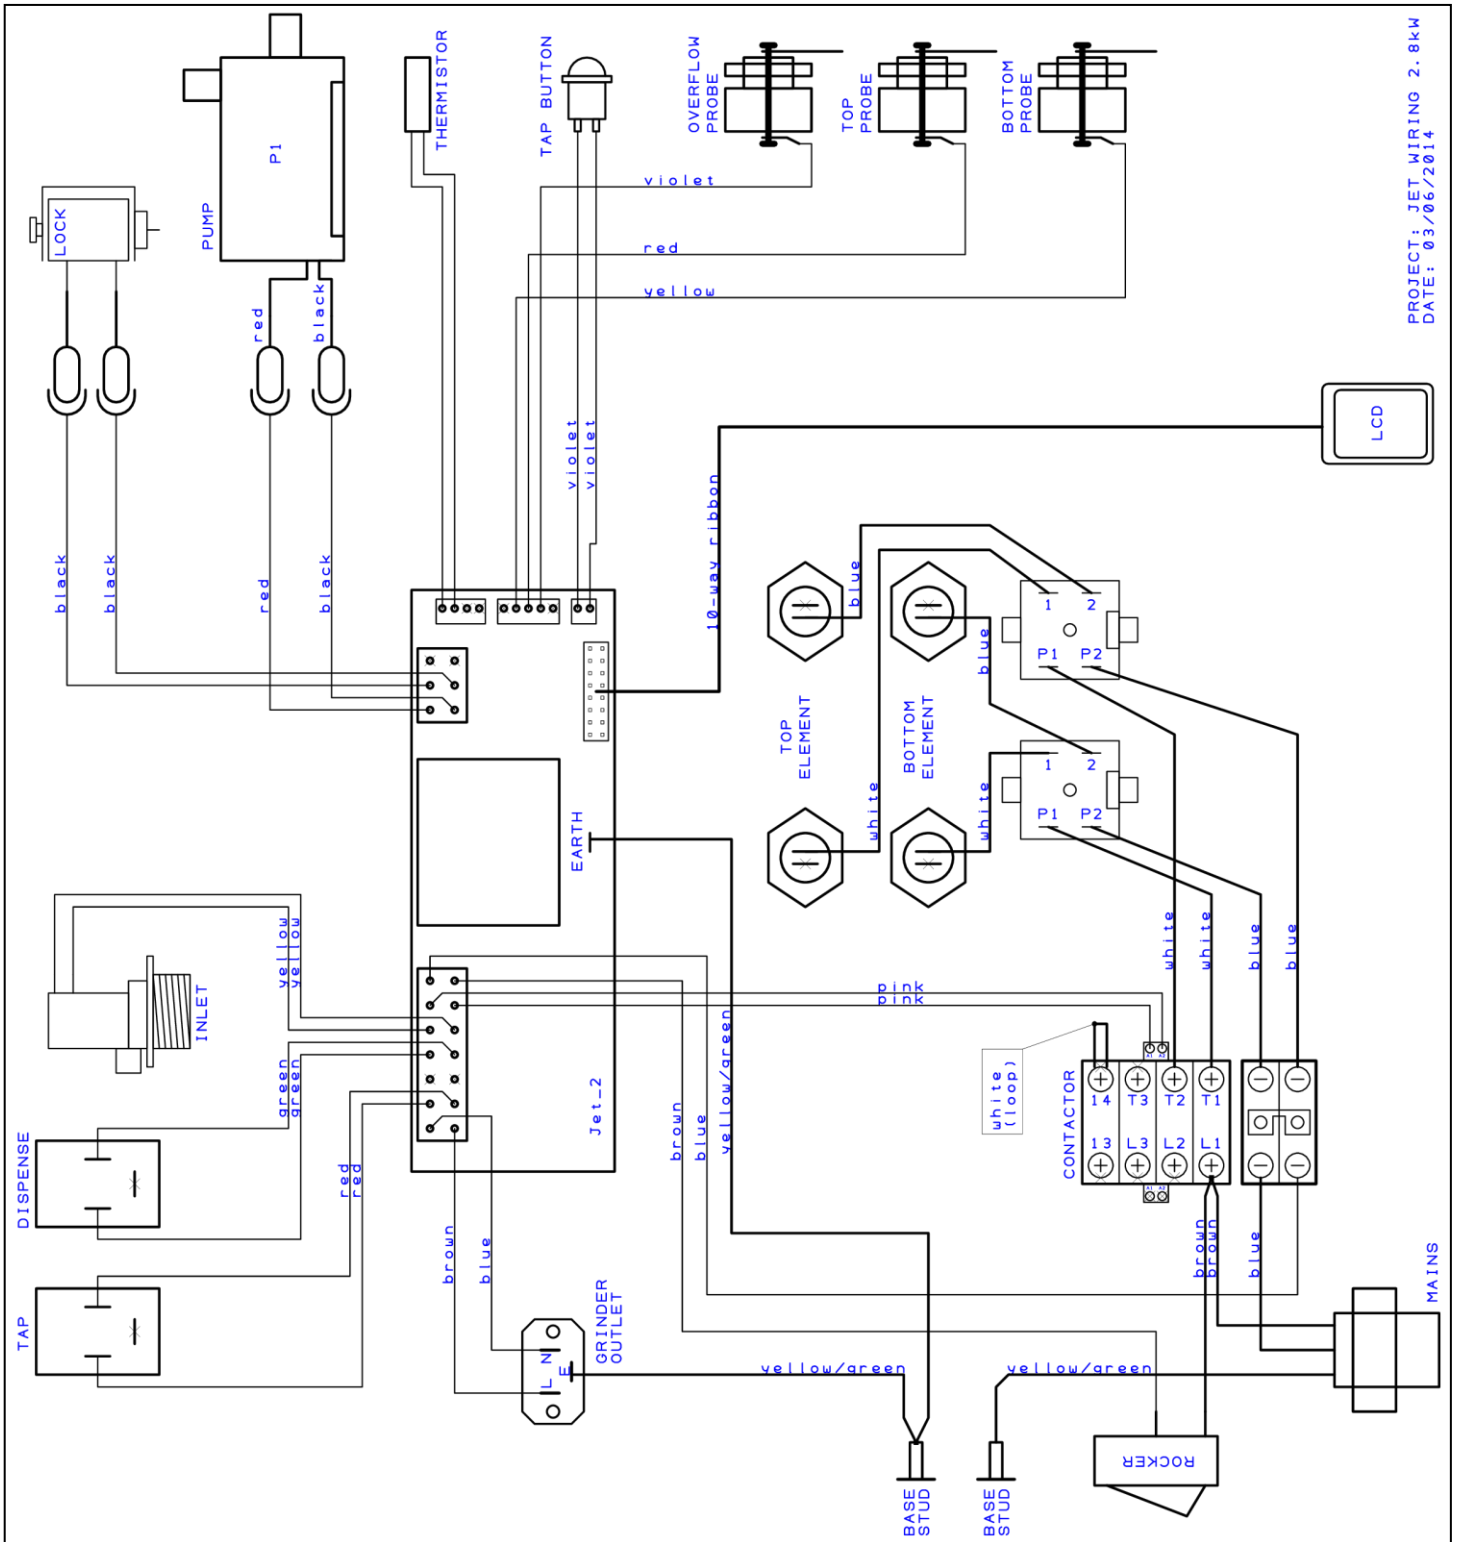 PROJECT: JET WIRING 2.8kW
DATE: 03/06/2014
LOCK
PUMP
P1
THERMISTOR
TAP BUTTON
OVERFLOW
PROBE
TOP
PROBE
BOTTOM
PROBE
violet
red
yellow
red
black
LCD
violet
violet
10-way ribbon
black
black
red
black
blue
blue
1
2
P1
P2
TOP
ELEMENT
BOTTOM
ELEMENT
white
white
1
2
P1
P2
EARTH
INLET
yellow
yellow
green
green
pink
pink
white
white
blue
blue
Jet_2
brown
blue
yellow/green
white
(loop)
CONTACTOR
14
T3
T2
T1
13
L3
L2
L1
DISPENSE
red
red
TAP
brown
blue
GRINDER
OUTLET
L
N
E
brown
brown
blue
MAINS
yellow/green
yellow/green
ROCKER
BASE
STUD
BASE
STUD